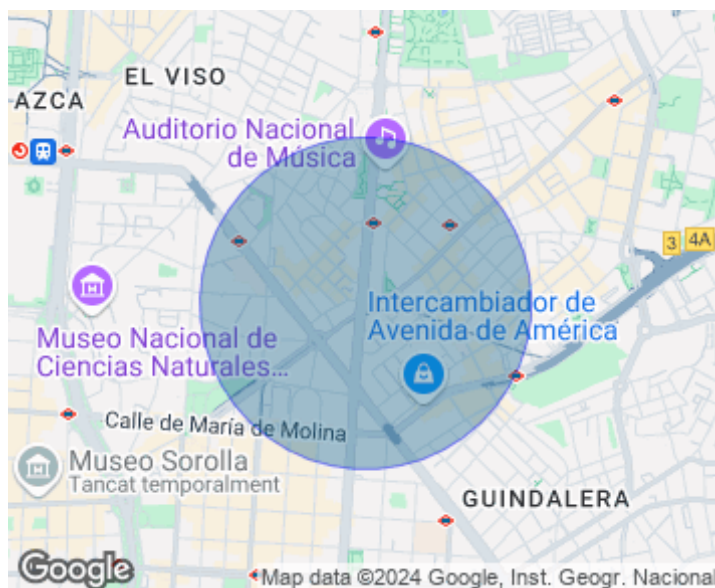 EL VISO
AZCA
Auditorio Nacional
de Música
3
4A
Intercambiador de
Avenida de América
Museo Nacional de
Ciencias Naturales...
Calle de María de Molina
Museo Sorolla
Tancat temporalment
GUINDALERA
Google
Map data ©2024 Google, Inst. Geogr. Nacional